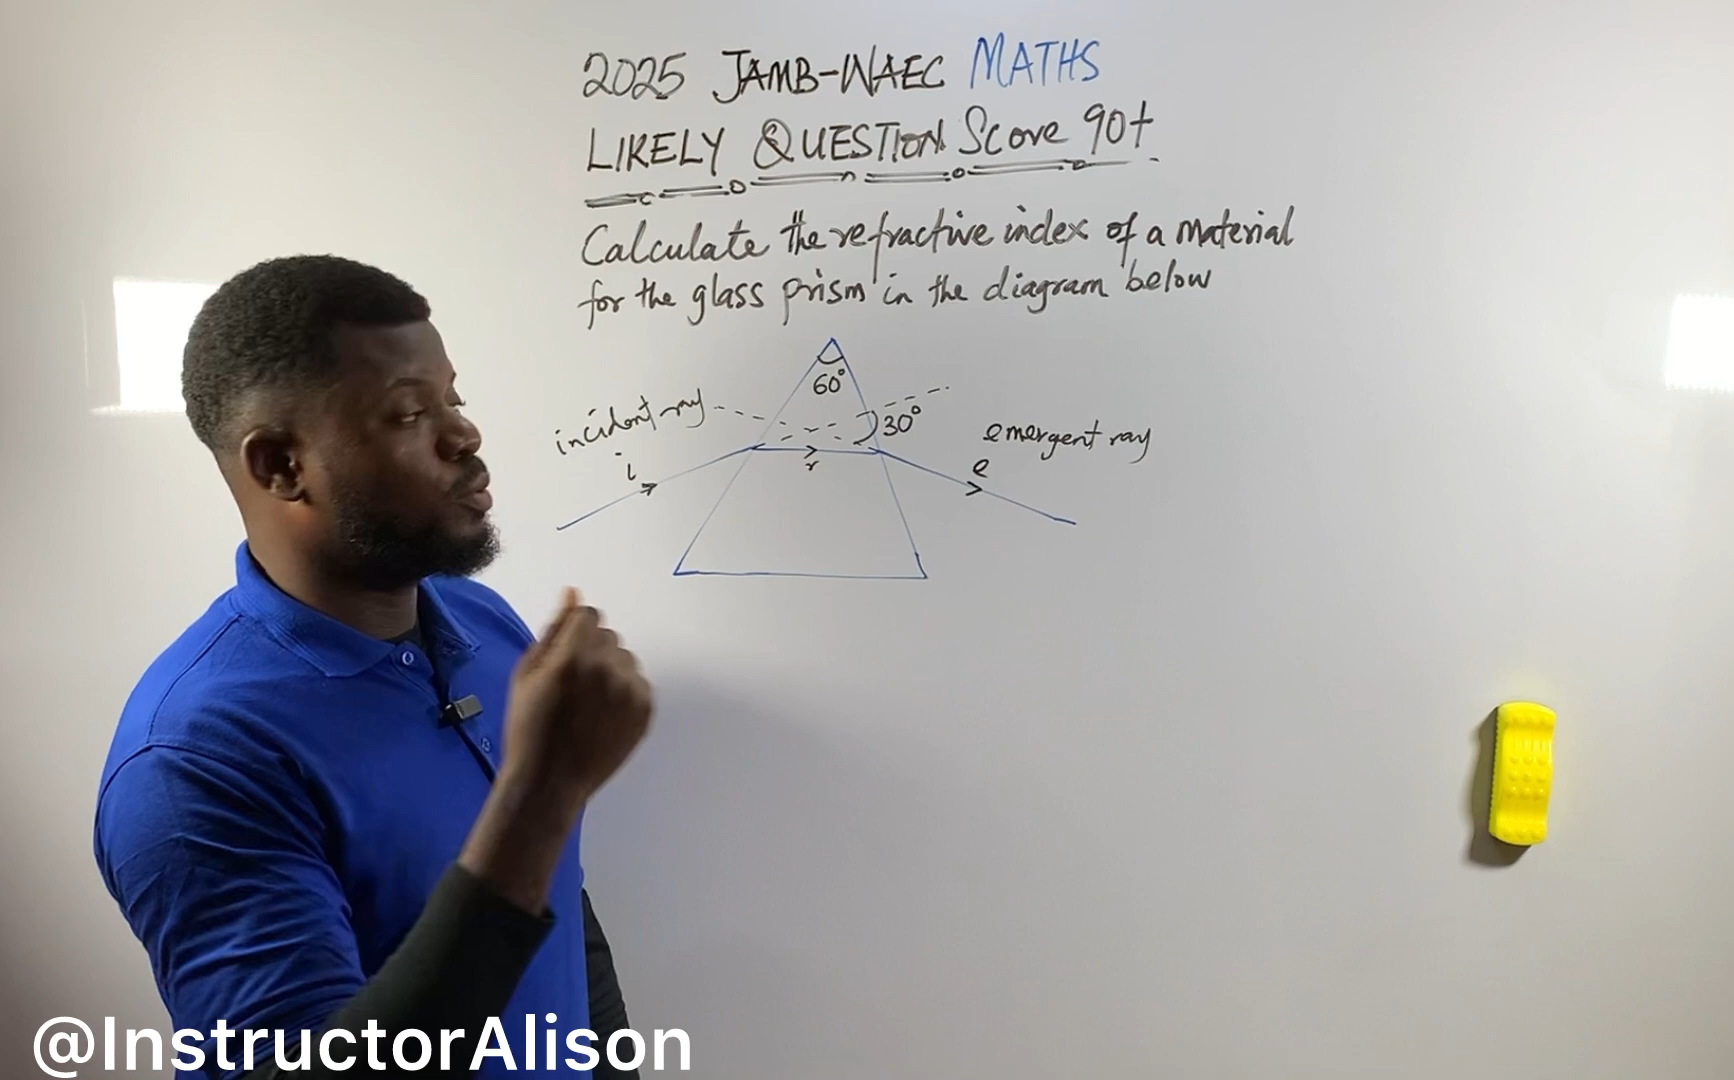 2025 JAMB-WAEC MATHS
LIKELY QUESTION Score 90+
Calculate the refractive index of a material
for the glass prism in the diagram below
60°
incident ray
30°
emergent ray
i
r
e
@InstructorAlison